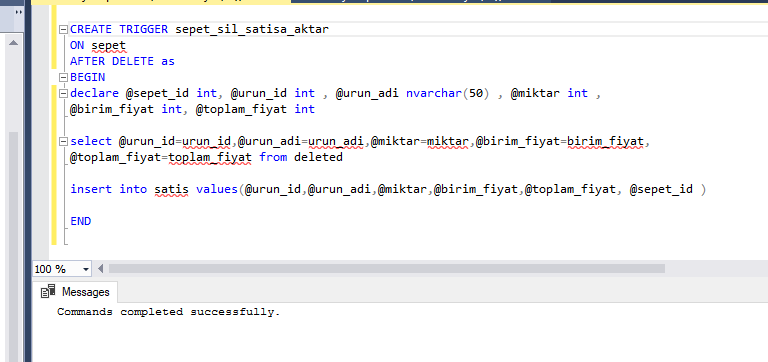 CREATE TRIGGER sepet_sil_satisa_aktar
ON sepet
AFTER DELETE as
BEGIN
declare @sepet_id int, @urun_id int , @urun_adi nvarchar(50) , @miktar int ,
@birim_fiyat int, @toplam_fiyat int
select @urun_id=urun_id,@urun_adi=urun_adi,@miktar=miktar,@birim_fiyat=birim_fiyat,
@toplam_fiyat=toplam_fiyat from deleted
insert into satis values(@urun_id,@urun_adi,@miktar,@birim_fiyat,@toplam_fiyat, @sepet_id )
END
100 %
Messages
Commands completed successfully.